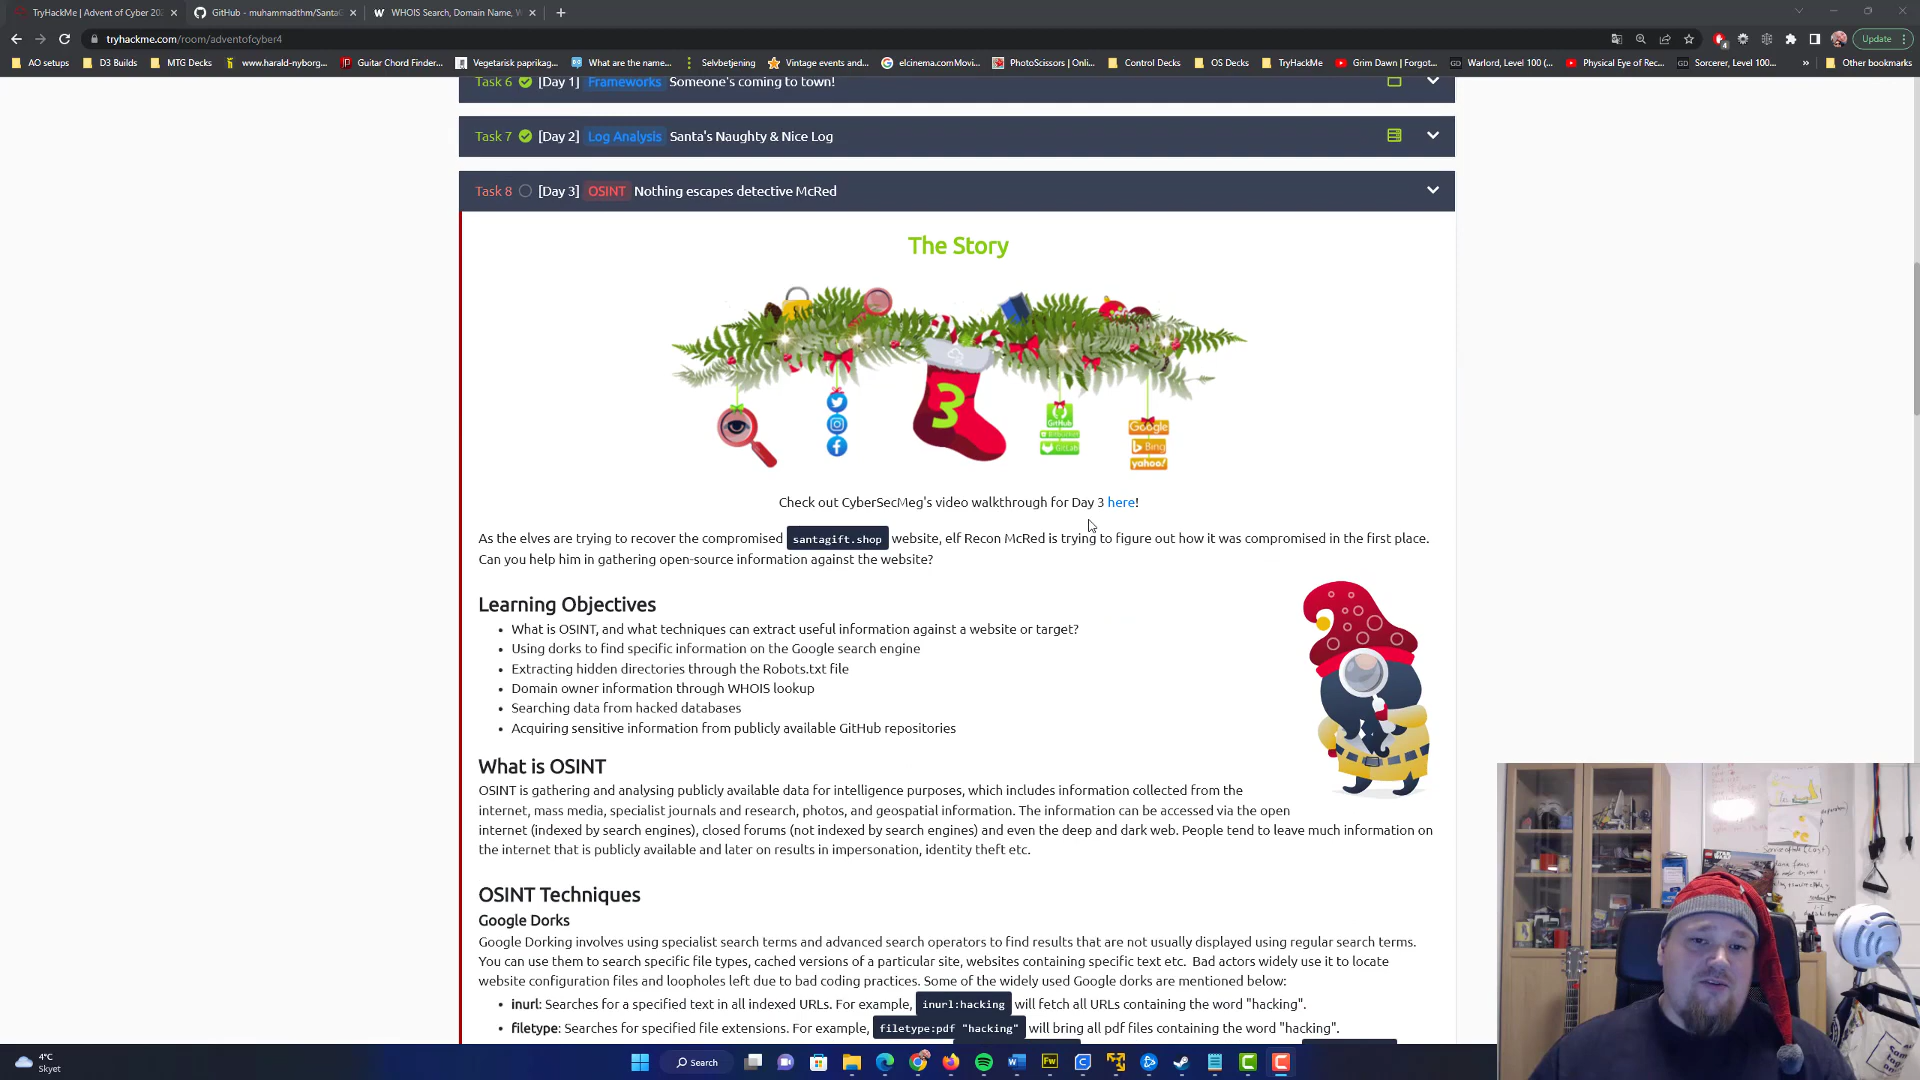 TryHackMe | Advent of Cyber 202
GitHub - muhammadthm/SantaG
WHOIS Search, Domain Name, W
tryhackme.com/room/adventofcyber4
Update
AO setups
D3 Builds
MTG Decks
www.harald-nyborg...
Guitar Chord Finder...
Vegetarisk paprikag...
What are the name...
Selvbetjening
Vintage events and...
elcinema.comMovi...
PhotoScissors | Onli...
Control Decks
OS Decks
TryHackMe
Grim Dawn | Forgot...
Warlord, Level 100 (...
Physical Eye of Rec...
Sorcerer, Level 100...
Other bookmarks
Task 6 [Day 1] Frameworks Someone's coming to town!
Task 7 [Day 2] Log Analysis Santa's Naughty & Nice Log
Task 8 [Day 3] OSINT Nothing escapes detective McRed
The Story
3
GitHub
GitLab
Google
Bing
yahoo!
Check out CyberSecMeg's video walkthrough for Day 3 here!
As the elves are trying to recover the compromised santagift.shop website, elf Recon McRed is trying to figure out how it was compromised in the first place.
Can you help him in gathering open-source information against the website?
Learning Objectives
• What is OSINT, and what techniques can extract useful information against a website or target?
• Using dorks to find specific information on the Google search engine
• Extracting hidden directories through the Robots.txt file
• Domain owner information through WHOIS lookup
• Searching data from hacked databases
• Acquiring sensitive information from publicly available GitHub repositories
What is OSINT
OSINT is gathering and analysing publicly available data for intelligence purposes, which includes information collected from the
internet, mass media, specialist journals and research, photos, and geospatial information. The information can be accessed via the open
internet (indexed by search engines), closed forums (not indexed by search engines) and even the deep and dark web. People tend to leave much information on
the internet that is publicly available and later on results in impersonation, identity theft etc.
OSINT Techniques
Google Dorks
Google Dorking involves using specialist search terms and advanced search operators to find results that are not usually displayed using regular search terms.
You can use them to search specific file types, cached versions of a particular site, websites containing specific text etc. Bad actors widely use it to locate
website configuration files and loopholes left due to bad coding practices. Some of the widely used Google dorks are mentioned below:
• inurl: Searches for a specified text in all indexed URLs. For example, inurl:hacking will fetch all URLs containing the word "hacking".
• filetype: Searches for specified file extensions. For example, filetype:pdf "hacking" will bring all pdf files containing the word "hacking".
4°C
Skyet
Search